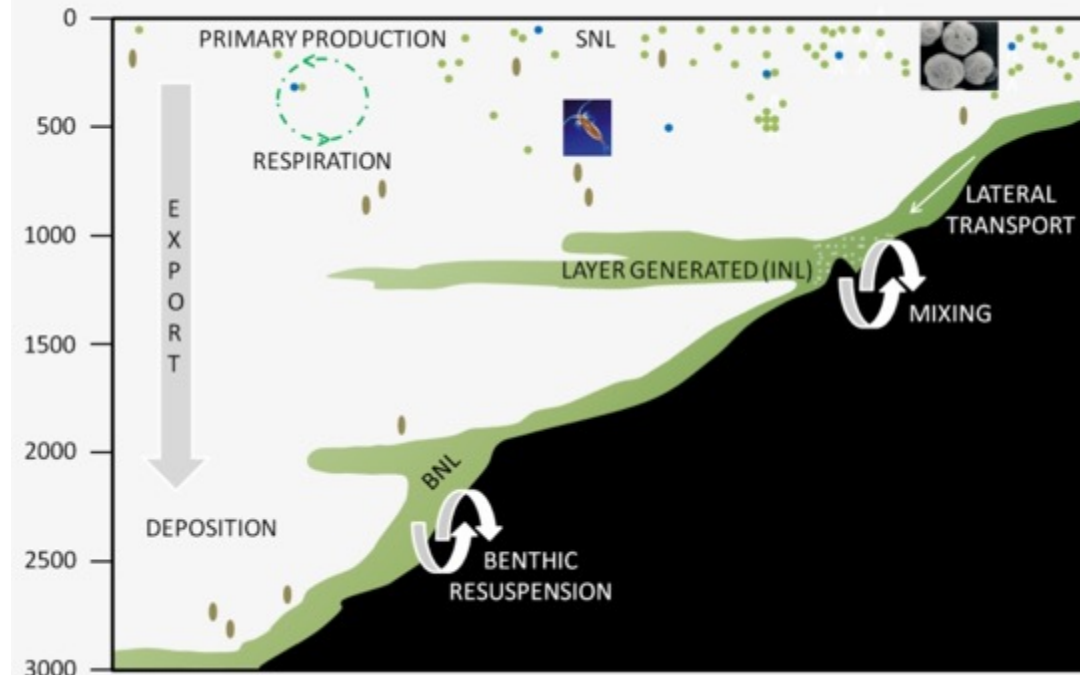 0
PRIMARY PRODUCTION
SNL
500
RESPIRATION
EXPORT
LATERAL
TRANSPORT
1000
LAYER GENERATED (INL)
MIXING
1500
2000
BNL
DEPOSITION
2500
BENTHIC
RESUSPENSION
3000